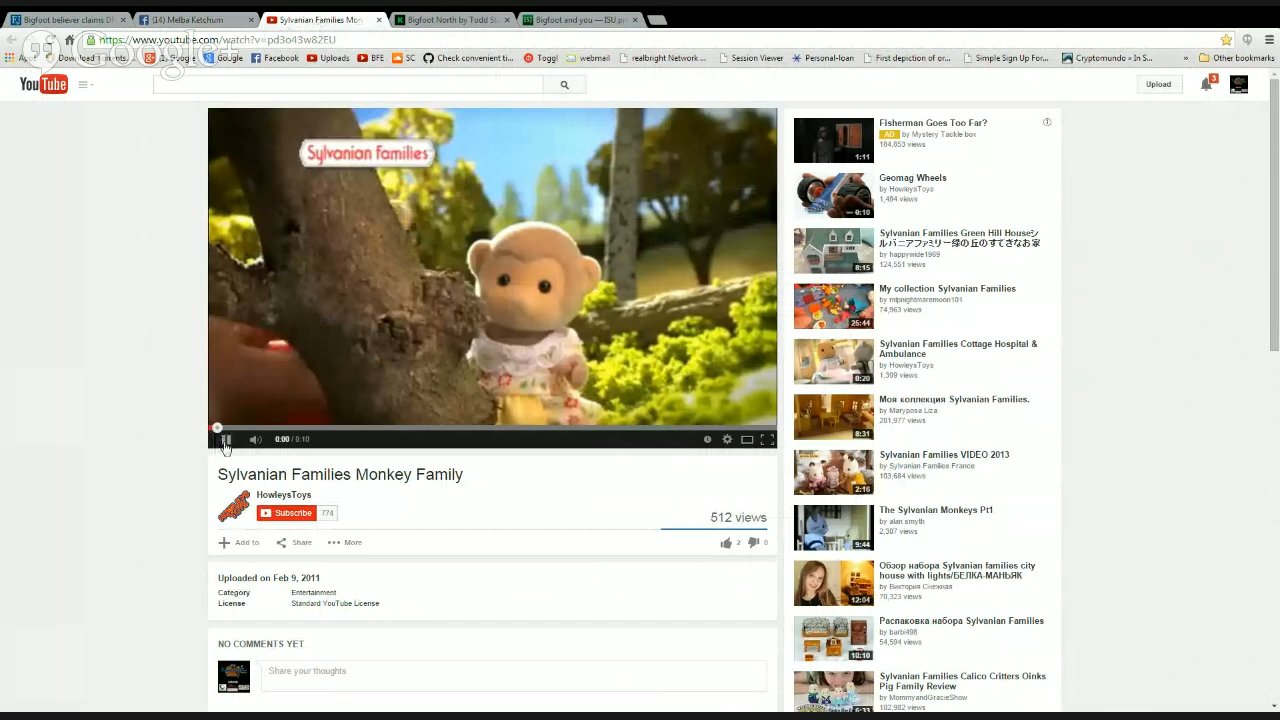 Bigfoot believer claims DN
(14) Melba Ketchum
Sylvanian Families Mon
Bigfoot North by Todd St
Bigfoot and you — ISU pr
https://www.youtube.com/watch?v=pd3o43w82EU
Google+
Google
Facebook
Uploads
BFE
SC
Check convenient ti...
Toggl
webmail
realbright Network ...
Session Viewer
Personal-loan
First depiction of or...
Simple Sign Up For ...
Cryptomundo » In S...
»
Other bookmarks
YouTube
Upload
3
Sylvanian Families
0:00 / 0:10
Sylvanian Families Monkey Family
HowleysToys
Subscribe 774
512 views
Add to
Share
More
2
0
Uploaded on Feb 9, 2011
Category Entertainment
License Standard YouTube License
NO COMMENTS YET
Share your thoughts
Fisherman Goes Too Far?
AD by Mystery Tackle box
184,853 views
1:11
Geomag Wheels
by HowleysToys
1,494 views
0:10
Sylvanian Families Green Hill Houseシ
ルバニアファミリー緑の丘のすてきなお家
by happywide1969
124,551 views
8:15
My collection Sylvanian Families
by mlpnightmaremoon101
74,963 views
25:44
Sylvanian Families Cottage Hospital &
Ambulance
by HowleysToys
1,309 views
0:20
Моя коллекция Sylvanian Families.
by Maryposa Liza
281,977 views
8:31
Sylvanian Families VIDEO 2013
by Sylvanian Families France
103,684 views
2:16
The Sylvanian Monkeys Pt1
by alan smyth
2,307 views
9:44
Обзор набора Sylvanian families city
house with lights/БЕЛКА-МАНЬЯК
by Виктория Снежная
70,323 views
12:04
Распаковка набора Sylvanian Families
by barbi498
54,594 views
10:10
Sylvanian Families Calico Critters Oinks
Pig Family Review
by MommyandGracieShow
102,982 views
6:33